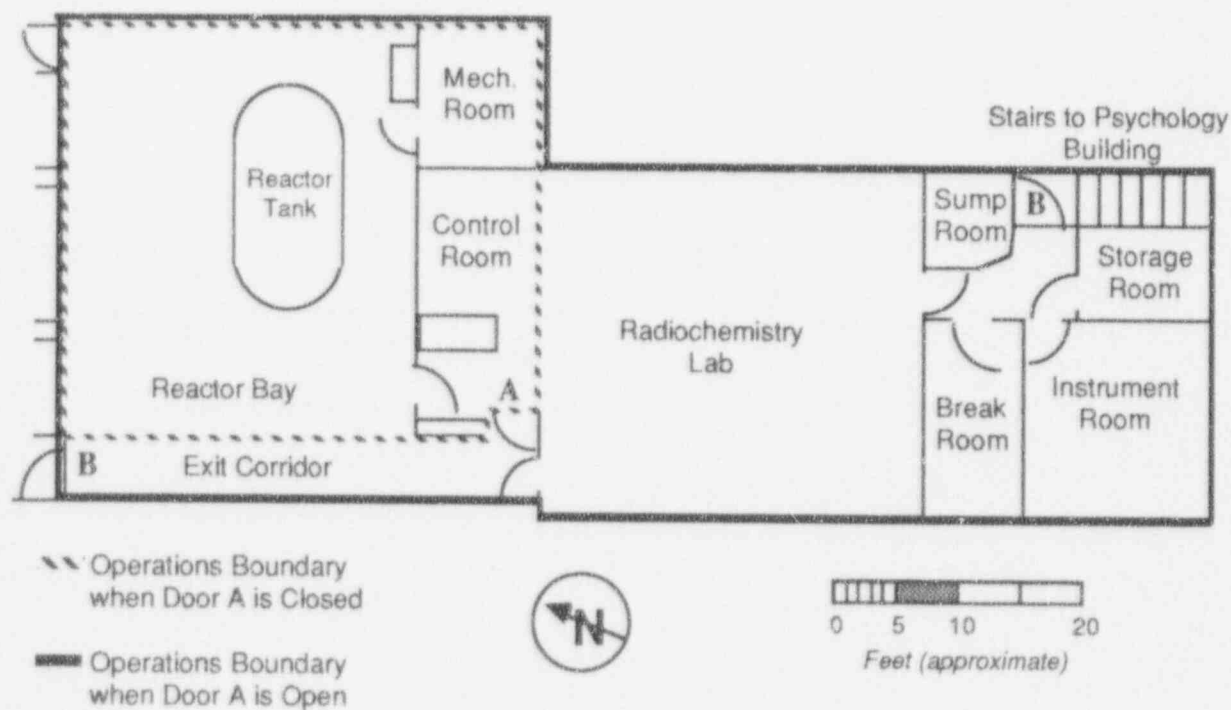 Mech.
Room
Stairs to Psychology
Building
Reactor
Tank
Sump
Room
B
Control
Room
Storage
Room
Radiochemistry
Lab
Reactor Bay
A
Break
Room
Instrument
Room
B
Exit Corridor
Operations Boundary
when Door A is Closed
N
0 5 10 20
Feet (approximate)
Operations Boundary
when Door A is Open